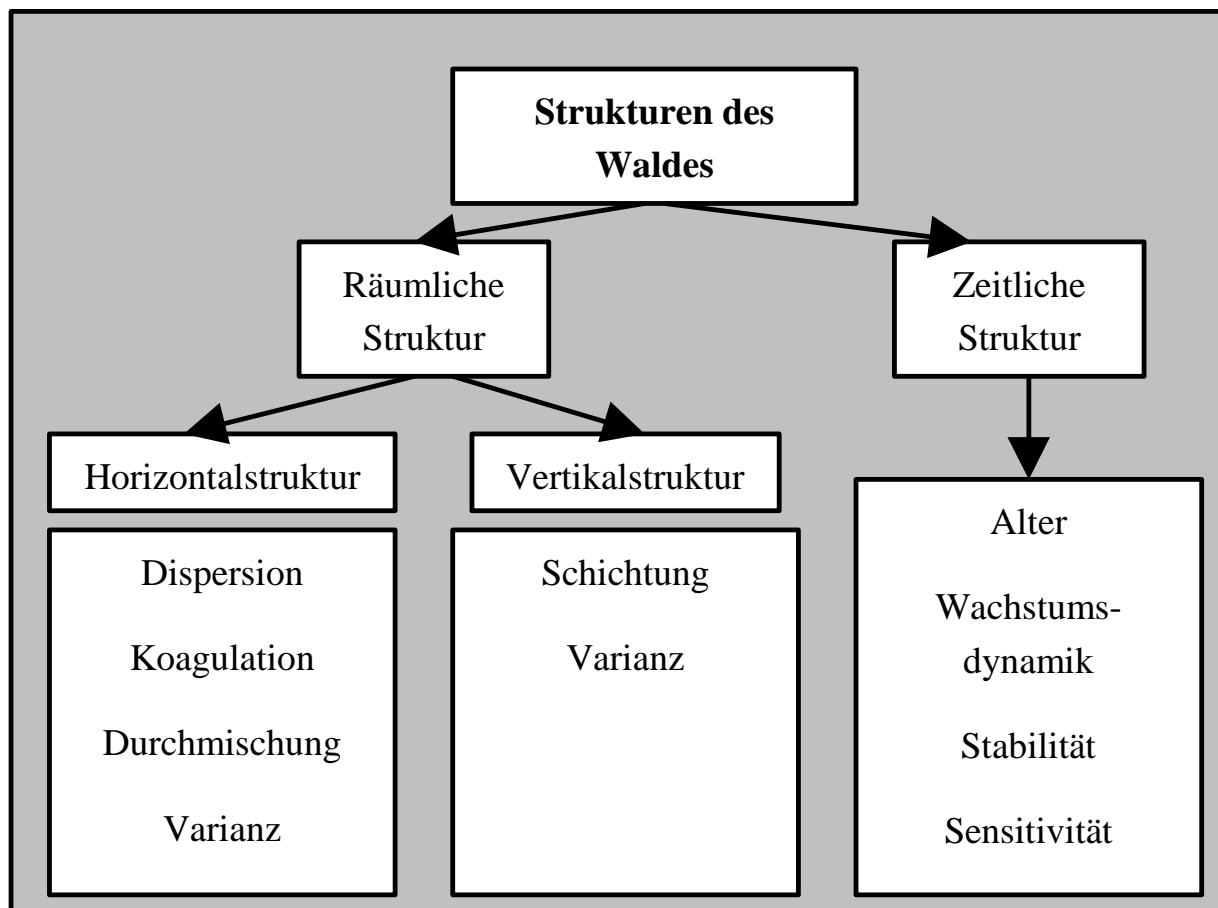 Strukturen des
Waldes
Räumliche
Struktur
Zeitliche
Struktur
Horizontalstruktur
Vertikalstruktur
Dispersion
Koagulation
Durchmischung
Varianz
Schichtung
Varianz
Alter
Wachstums-
dynamik
Stabilität
Sensitivität